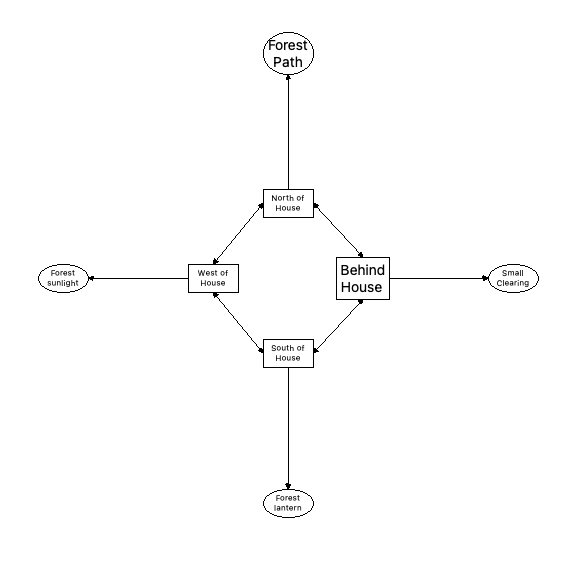 Forest
Path
North of
House
Forest
sunlight
West of
House
Behind
House
Small
Clearing
South of
House
Forest
lantern